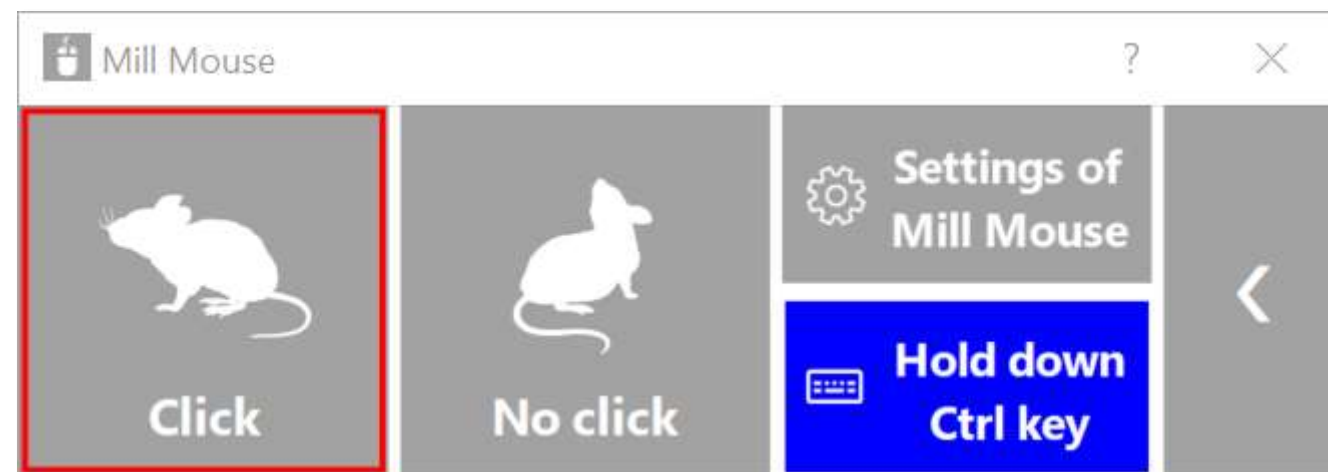 Mill Mouse
?
Click
No click
Settings of
Mill Mouse
Hold down
Ctrl key